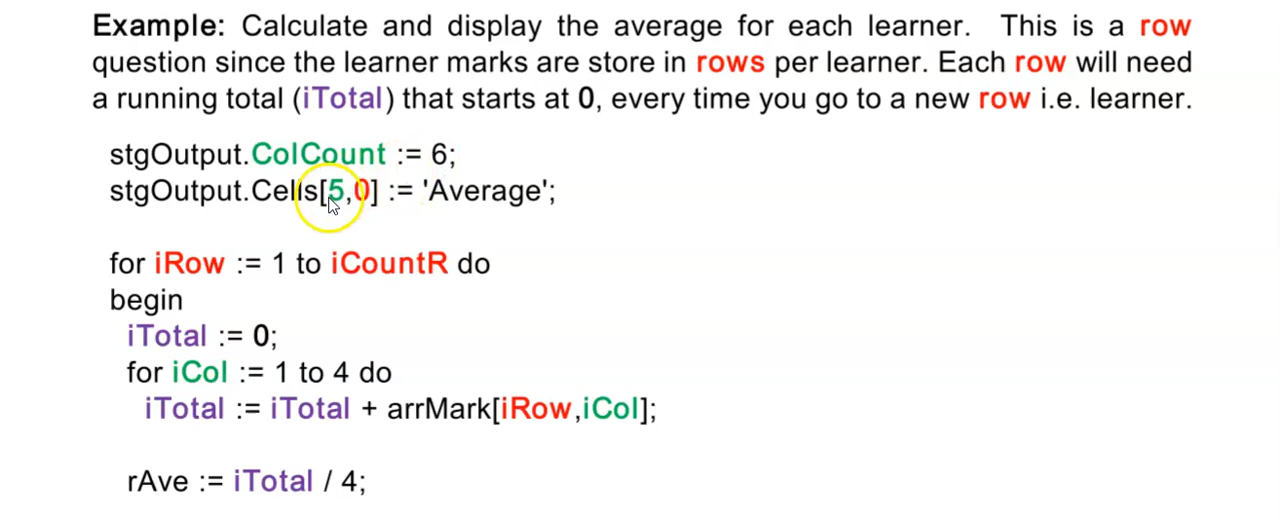 Example: Calculate and display the average for each learner. This is a row
question since the learner marks are store in rows per learner. Each row will need
a running total (iTotal) that starts at 0, every time you go to a new row i.e. learner.
stgOutput.ColCount := 6;
stgOutput.Cells[5,0] := 'Average';
for iRow := 1 to iCountR do
begin
iTotal := 0;
for iCol := 1 to 4 do
iTotal := iTotal + arrMark[iRow,iCol];
rAve := iTotal / 4;